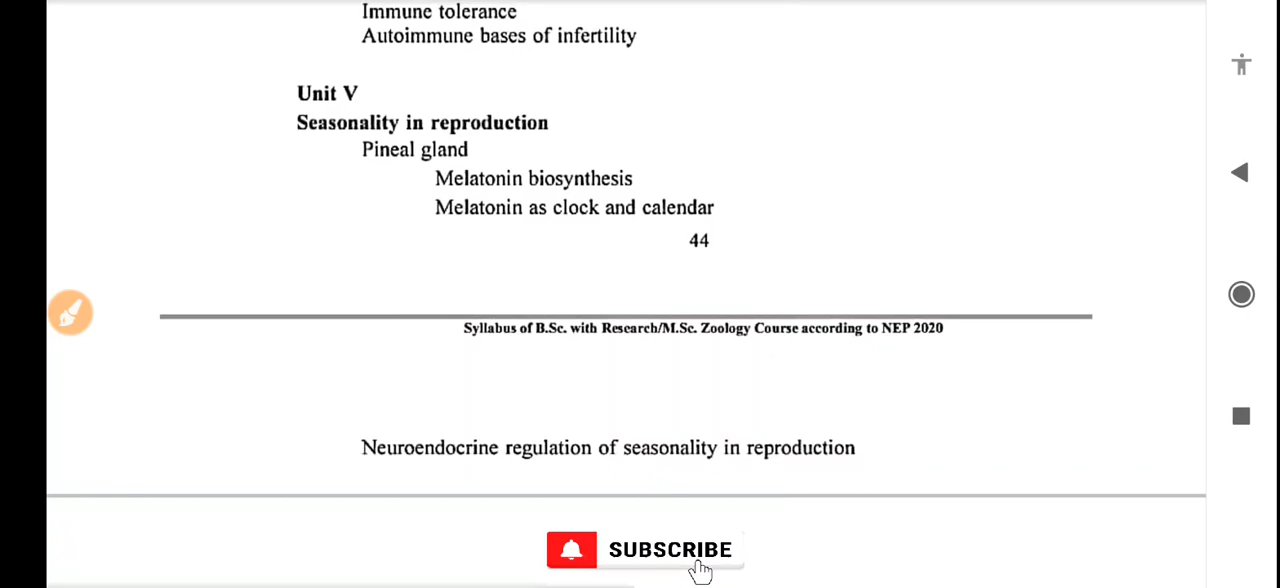 Immune tolerance
Autoimmune bases of infertility
Unit V
Seasonality in reproduction
Pineal gland
Melatonin biosynthesis
Melatonin as clock and calendar
44
Syllabus of B.Sc. with Research/M.Sc. Zoology Course according to NEP 2020
Neuroendocrine regulation of seasonality in reproduction
SUBSCRIBE